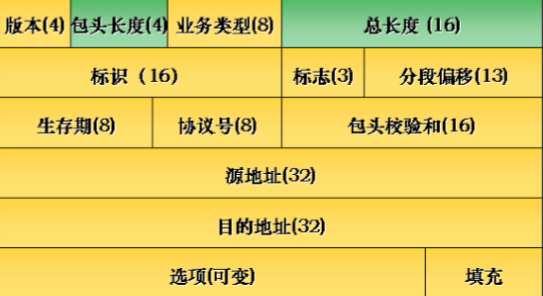 版本(4) 包头长度(4) 业务类型(8) 总长度 (16)
标识（16） 标志(3) 分段偏移(13)
生存期(8) 协议号(8) 包头校验和(16)
源地址(32)
目的地址(32)
选项(可变) 填充